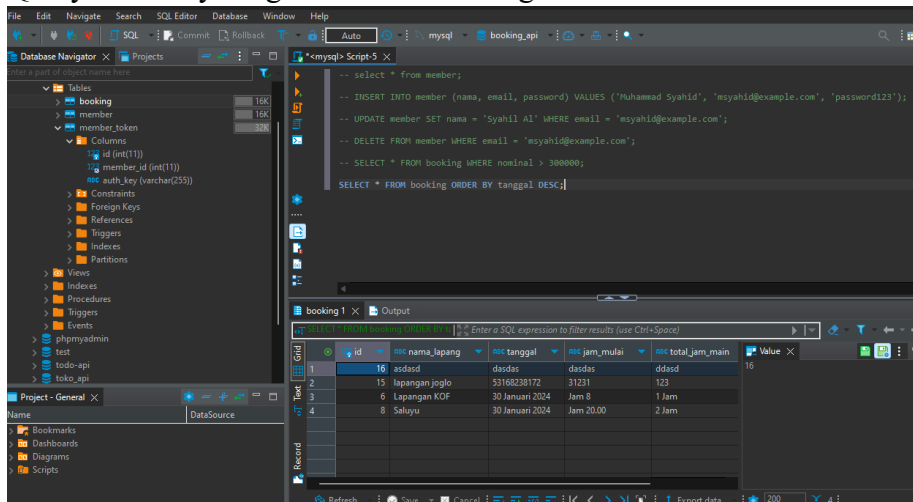 File Edit Navigate Search SQL Editor Database Window Help
SQL Commit Rollback Auto mysql booking_api
Database Navigator Projects
enter a part of object name here
Tables
booking 16K
member 16K
member_token 32K
Columns
id (int(11))
member_id (int(11))
auth_key (varchar(255))
Constraints
Foreign Keys
References
Triggers
Indexes
Partitions
Views
Indexes
Procedures
Triggers
Events
phpmyadmin
test
todo-api
toko_api
Project - General
Name DataSource
Bookmarks
Dashboards
Diagrams
Scripts
*<mysql> Script-5
-- select * from member;
-- INSERT INTO member (nama, email, password) VALUES ('Muhammad Syahid', 'msyahid@example.com', 'password123');
-- UPDATE member SET nama = 'Syahil Al' WHERE email = 'msyahid@example.com';
-- DELETE FROM member WHERE email = 'msyahid@example.com';
-- SELECT * FROM booking WHERE nominal > 300000;
SELECT * FROM booking ORDER BY tanggal DESC;
booking 1 Output
SELECT * FROM booking ORDER BY t Enter a SQL expression to filter results (use Ctrl+Space)
Grid
Text
Record
id nama_lapang tanggal jam_mulai total_jam_main
1 16 asdasd dasdas dasdas ddasd
2 15 lapangan joglo 53168238172 31231 123
3 6 Lapangan KOF 30 Januari 2024 Jam 8 1 Jam
4 8 Saluyu 30 Januari 2024 Jam 20.00 2 Jam
Value
16
Refresh Save Cancel Export data 200 4